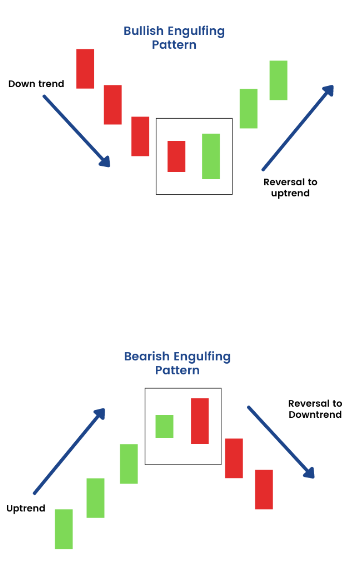 Bullish Engulfing
Pattern
Down trend
Reversal to
uptrend
Bearish Engulfing
Pattern
Reversal to
Downtrend
Uptrend